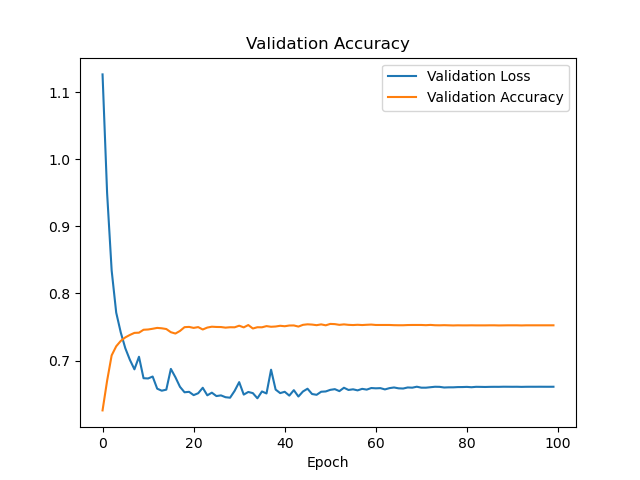 Validation Accuracy
Validation Loss
Validation Accuracy
1.1
1.0
0.9
0.8
0.7
0 20 40 60 80 100
Epoch